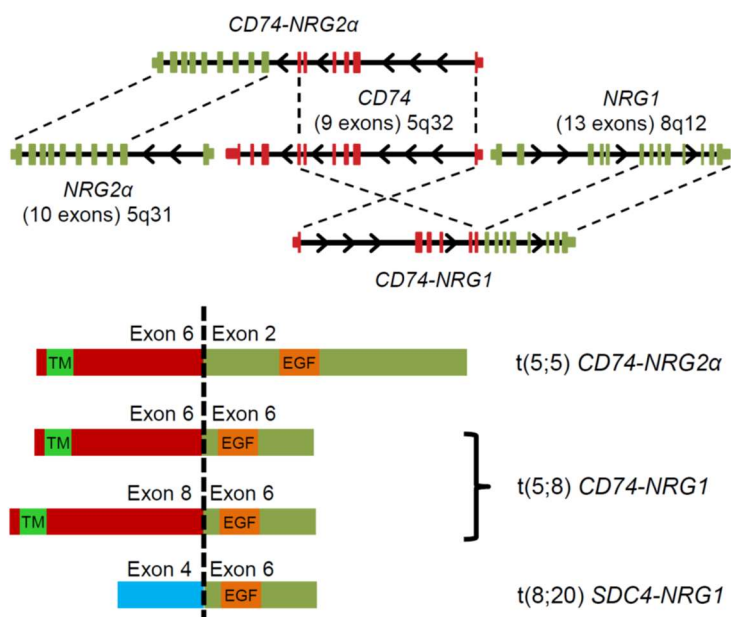 CD74-NRG2α
CD74
(9 exons) 5q32
NRG1
(13 exons) 8q12
NRG2α
(10 exons) 5q31
CD74-NRG1
Exon 6 Exon 2
TM EGF t(5;5) CD74-NRG2α
Exon 6 Exon 6
TM EGF
t(5;8) CD74-NRG1
Exon 8 Exon 6
TM EGF
Exon 4 Exon 6
EGF t(8;20) SDC4-NRG1